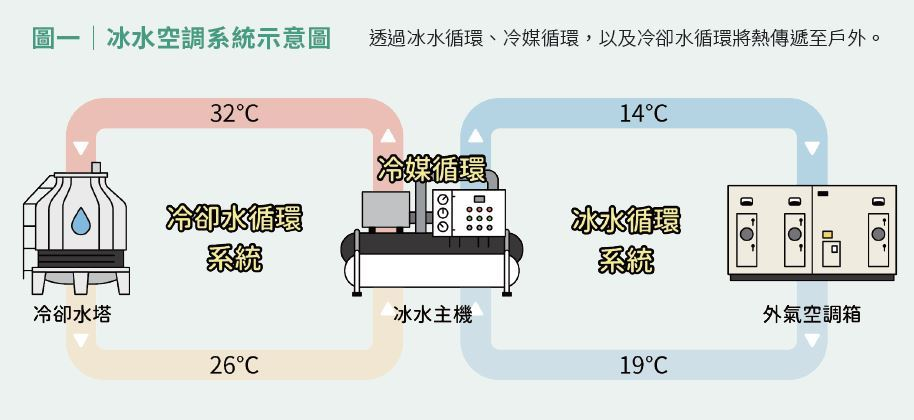 圖一｜冰水空調系統示意圖
透過冰水循環、冷媒循環，以及冷卻水循環將熱傳遞至戶外。
32°C
14°C
冷媒循環
冷卻水循環
系統
冰水循環
系統
冷卻水塔
冰水主機
外氣空調箱
26°C
19°C